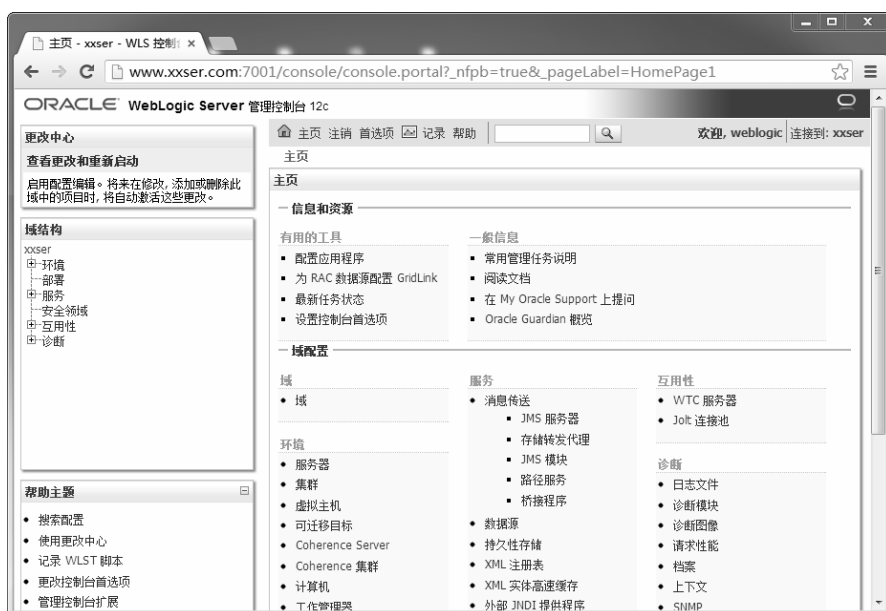 主页 - xxser - WLS 控制
www.xxser.com:7001/console/console.portal?_nfpb=true&_pageLabel=HomePage1
ORACLE WebLogic Server 管理控制台 12c
更改中心
查看更改和重新启动
启用配置编辑。将来在修改, 添加或删除此
域中的项目时, 将自动激活这些更改。
域结构
xxser
环境
部署
服务
安全领域
互用性
诊断
帮助主题
搜索配置
使用更改中心
记录 WLST 脚本
更改控制台首选项
管理控制台扩展
主页 注销 首选项 记录 帮助
欢迎, weblogic 连接到: xxser
主页
主页
信息和资源
有用的工具
配置应用程序
为 RAC 数据源配置 GridLink
最新任务状态
设置控制台首选项
一般信息
常用管理任务说明
阅读文档
在 My Oracle Support 上提问
Oracle Guardian 概览
域配置
域
域
环境
服务器
集群
虚拟主机
可迁移目标
Coherence Server
Coherence 集群
计算机
工作管理器
服务
消息传送
JMS 服务器
存储转发代理
JMS 模块
路径服务
桥接程序
数据源
持久性存储
XML 注册表
XML 实体高速缓存
外部 JNDI 提供程序
互用性
WTC 服务器
Jolt 连接池
诊断
日志文件
诊断模块
诊断图像
请求性能
档案
上下文
SNMP